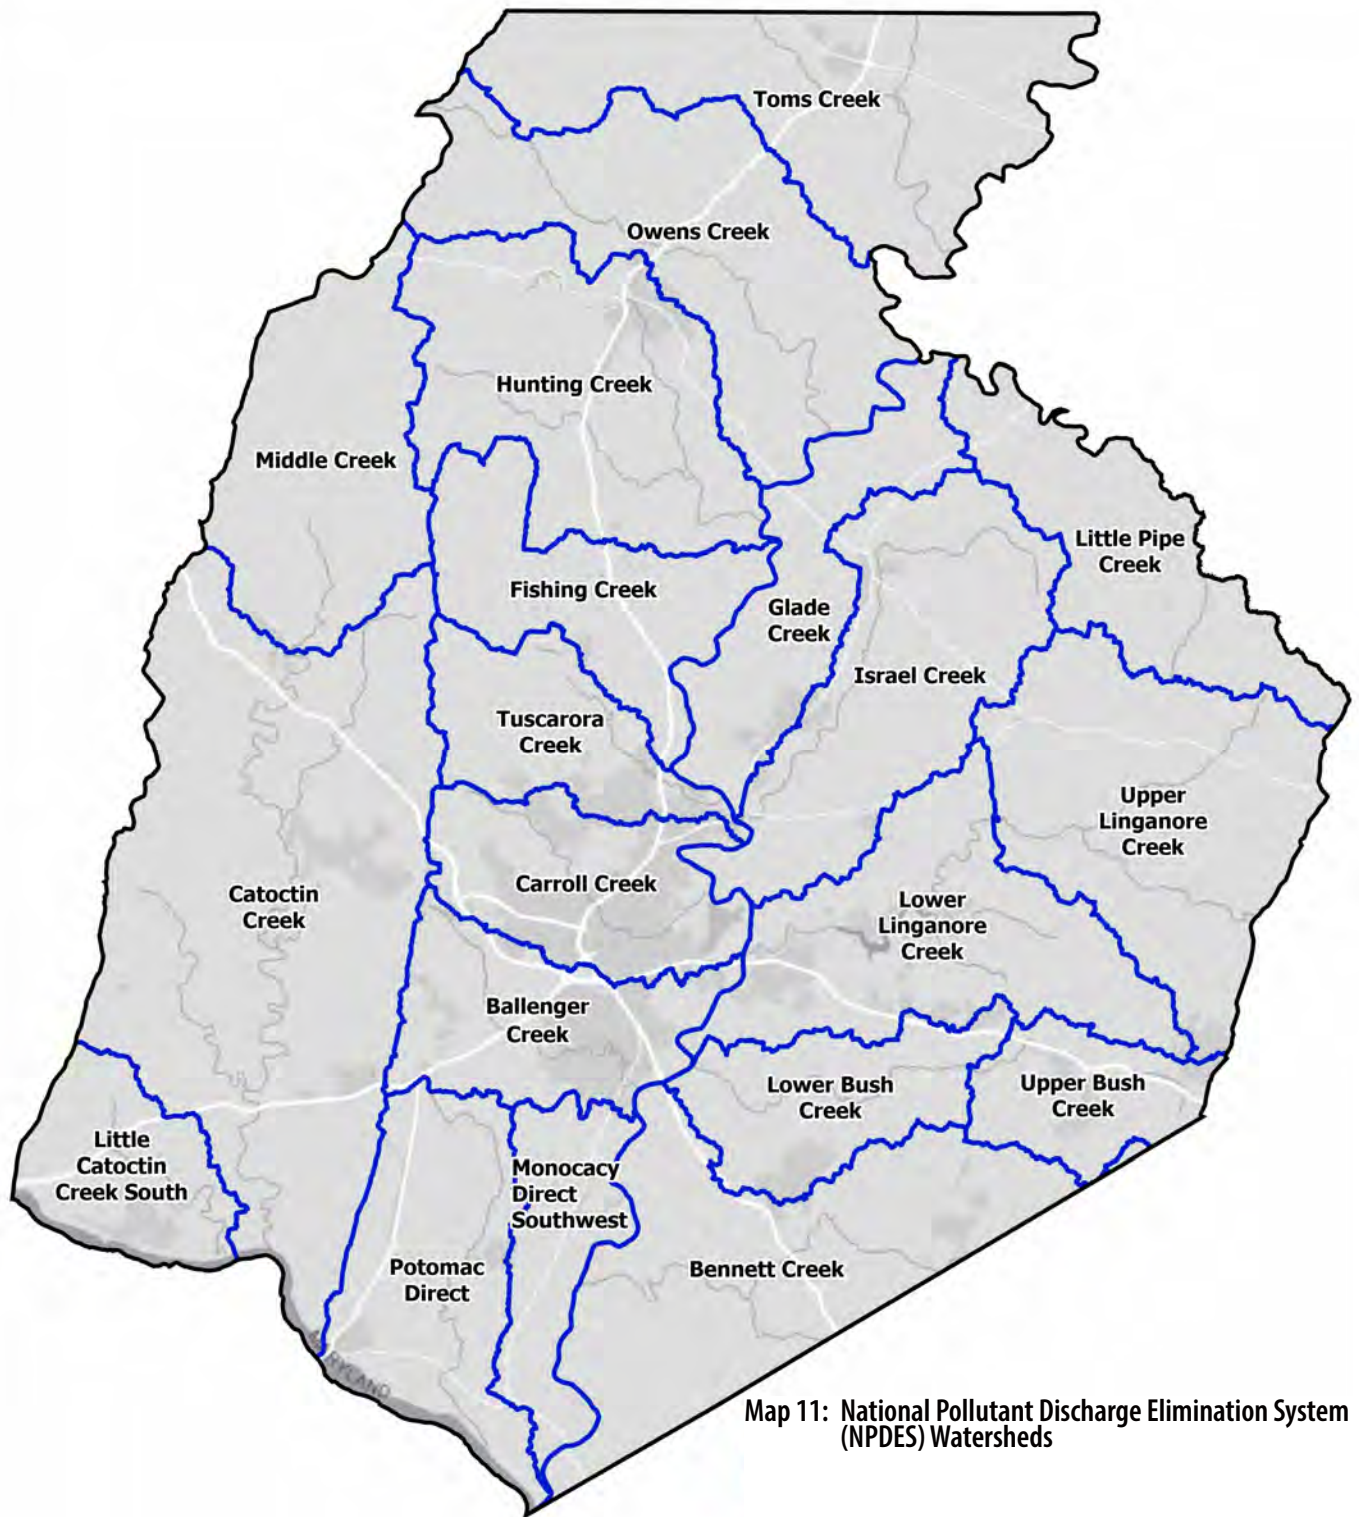 Toms Creek
Owens Creek
Hunting Creek
Middle Creek
Little Pipe
Creek
Fishing Creek
Glade
Creek
Israel Creek
Tuscarora
Creek
Upper
Linganore
Creek
Catoctin
Creek
Carroll Creek
Lower
Linganore
Creek
Ballenger
Creek
Lower Bush
Creek
Upper Bush
Creek
Little
Catoctin
Creek South
Monocacy
Direct
Southwest
Potomac
Direct
Bennett Creek
MARYLAND
Map 11: National Pollutant Discharge Elimination System
(NPDES) Watersheds